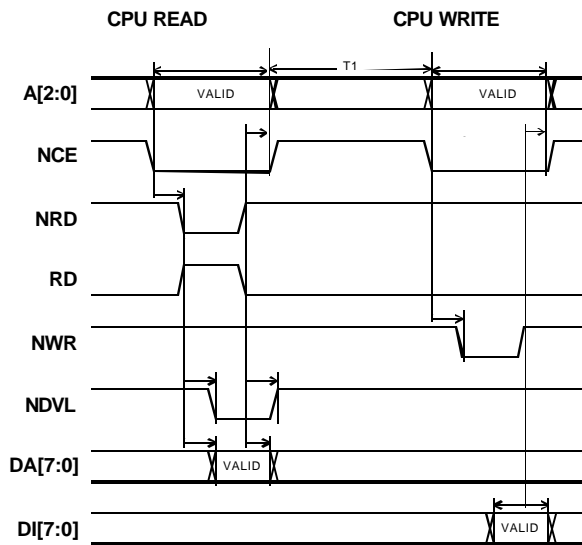 CPU READ CPU WRITE
T1
A[2:0] VALID VALID
NCE
NRD
RD
NWR
NDVL
DA[7:0] VALID
DI[7:0] VALID